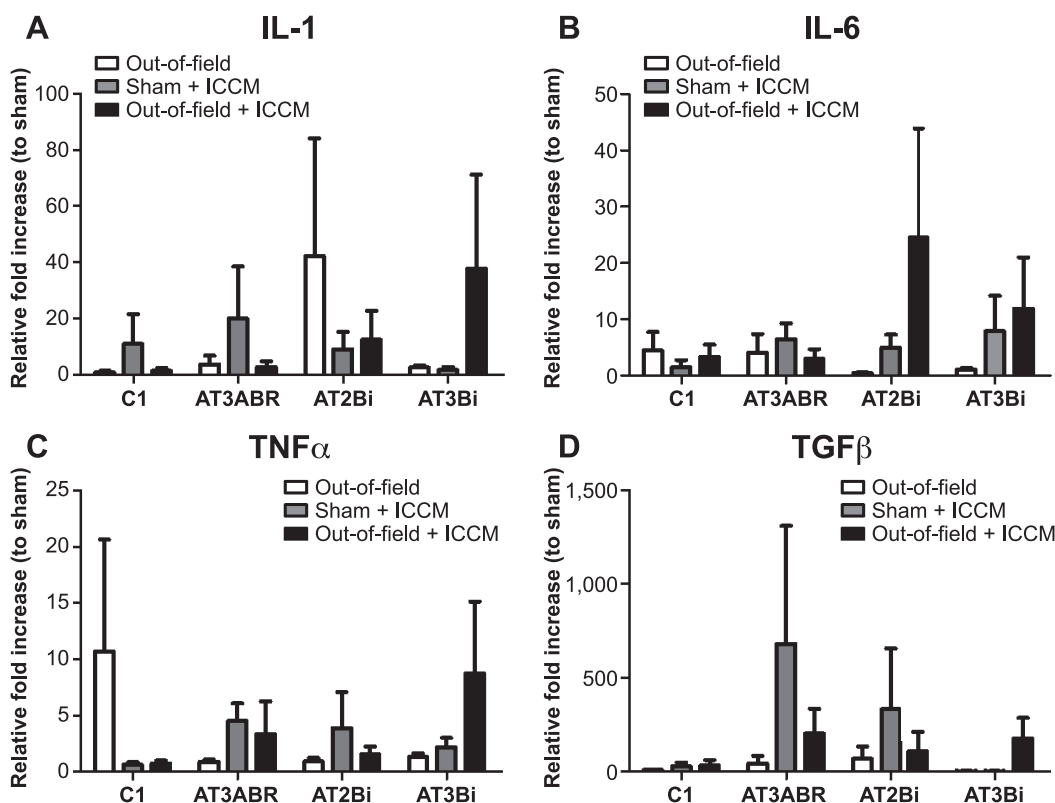 A
IL-1
Out-of-field
Sham + ICCM
Out-of-field + ICCM
Relative fold increase (to sham)
100
80
60
40
20
0
C1
AT3ABR
AT2Bi
AT3Bi
B
IL-6
Out-of-field
Sham + ICCM
Out-of-field + ICCM
Relative fold increase (to sham)
50
40
30
20
10
0
C1
AT3ABR
AT2Bi
AT3Bi
C
TNFα
Out-of-field
Sham + ICCM
Out-of-field + ICCM
Relative fold increase (to sham)
25
20
15
10
5
0
C1
AT3ABR
AT2Bi
AT3Bi
D
TGFβ
Out-of-field
Sham + ICCM
Out-of-field + ICCM
Relative fold increase (to sham)
1,500
1,000
500
0
C1
AT3ABR
AT2Bi
AT3Bi